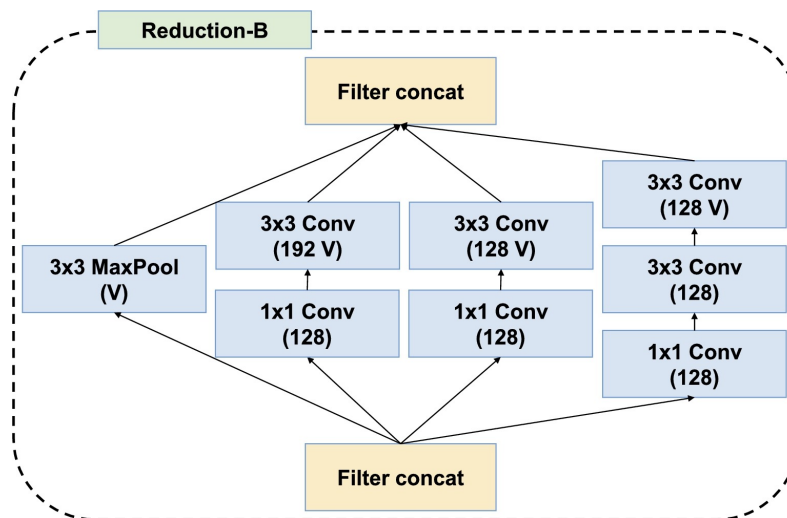 Reduction-B
Filter concat
3x3 MaxPool
(V)
3x3 Conv
(192 V)
1x1 Conv
(128)
3x3 Conv
(128 V)
1x1 Conv
(128)
3x3 Conv
(128 V)
3x3 Conv
(128)
1x1 Conv
(128)
Filter concat